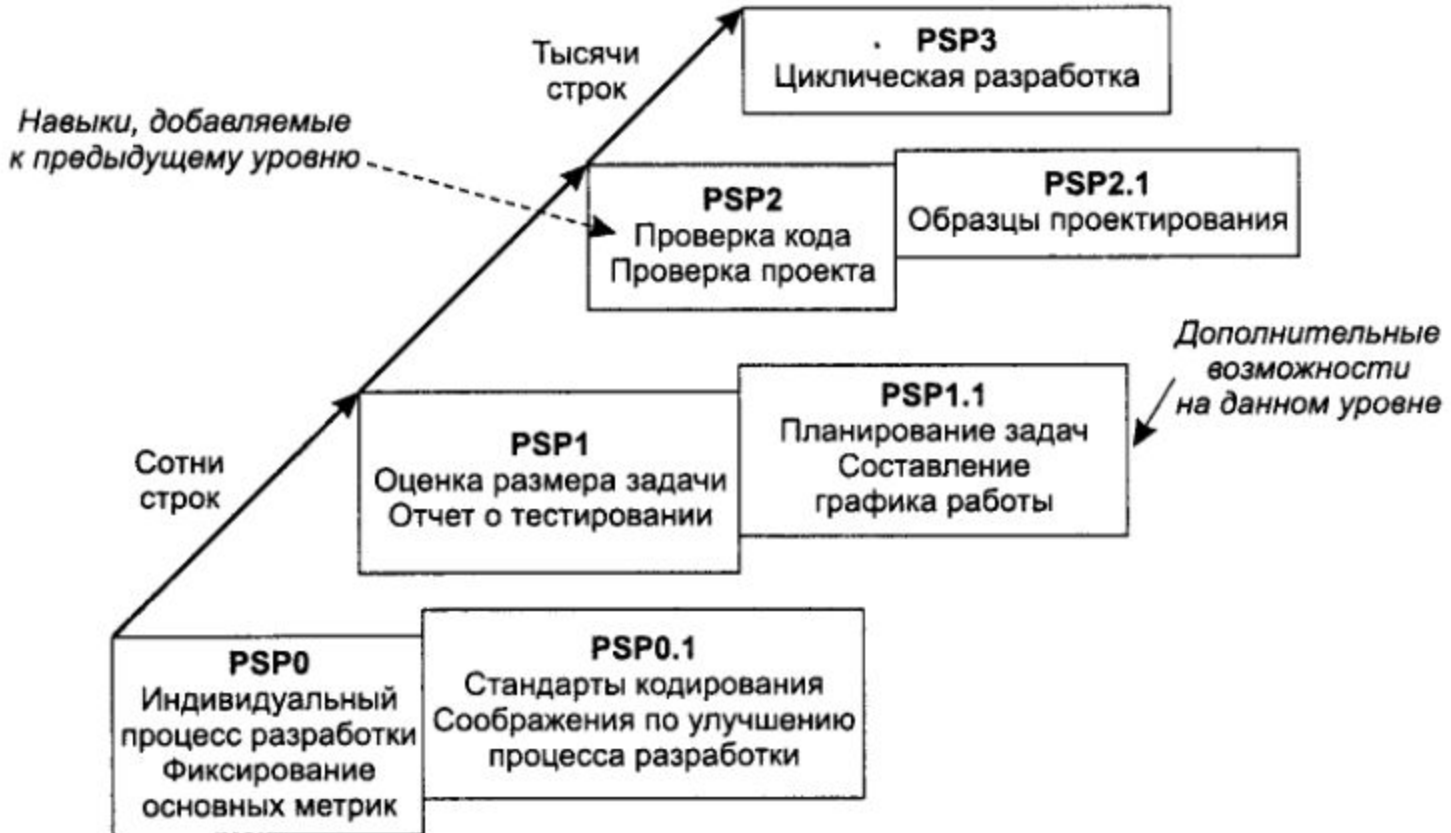 PSP3
Циклическая разработка
Тысячи
строк
Навыки, добавляемые
к предыдущему уровню
PSP2
Проверка кода
Проверка проекта
PSP2.1
Образцы проектирования
Дополнительные
возможности
на данном уровне
PSP1
Оценка размера задачи
Отчет о тестировании
PSP1.1
Планирование задач
Составление
графика работы
Сотни
строк
PSP0
Индивидуальный
процесс разработки
Фиксирование
основных метрик
PSP0.1
Стандарты кодирования
Соображения по улучшению
процесса разработки